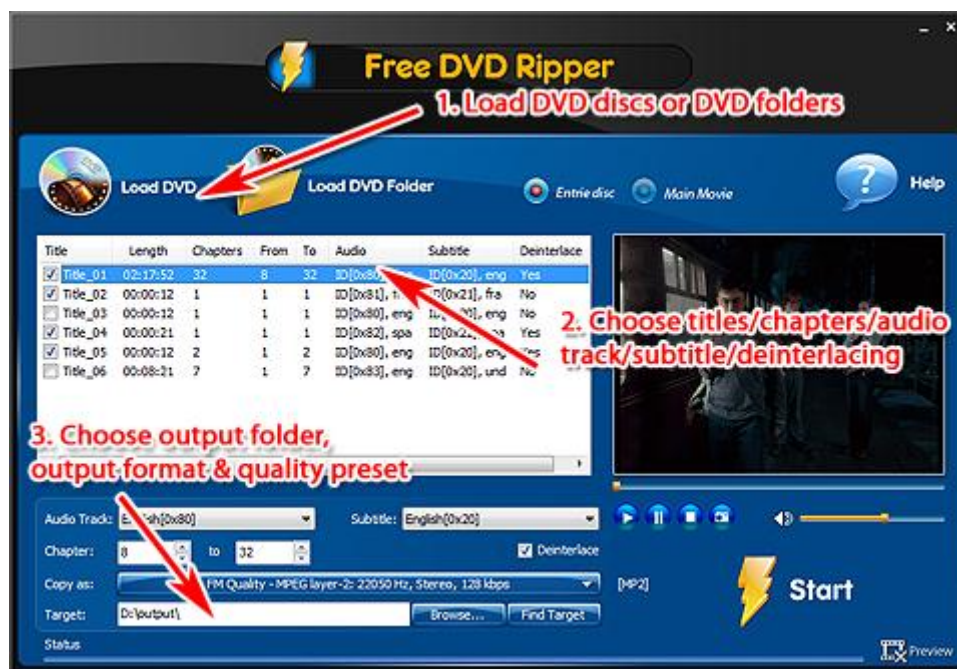 Free DVD Ripper
1. Load DVD discs or DVD folders
Load DVD
Load DVD Folder
Entrie disc
Main Movie
Help
Title Length Chapters From To Audio Subtitle Deinterlace
Title_01 02:17:52 32 8 32 ID[0x80], ID[0x20], eng Yes
Title_02 00:00:12 1 1 1 ID[0x81], ID[0x21], fra No
Title_03 00:00:12 1 1 1 ID[0x80], eng eng No
Title_04 00:00:21 1 1 1 ID[0x82], spa Yes
Title_05 00:00:12 2 1 2 ID[0x80], eng ID[0x20], eng Yes
Title_06 00:08:21 7 1 7 ID[0x83], eng ID[0x20], und No
2. Choose titles/chapters/audio
track/subtitle/deinterlacing
3. Choose output folder,
output format & quality preset
Audio Track: English[0x80] Subtitle: English[0x20]
Chapter: 8 to 32 Deinterlace
Copy as: FM Quality - MPEG layer-2: 22050 Hz, Stereo, 128 kbps [MP2]
Target: D:\output\ Browse... Find Target
Start
Status
Preview